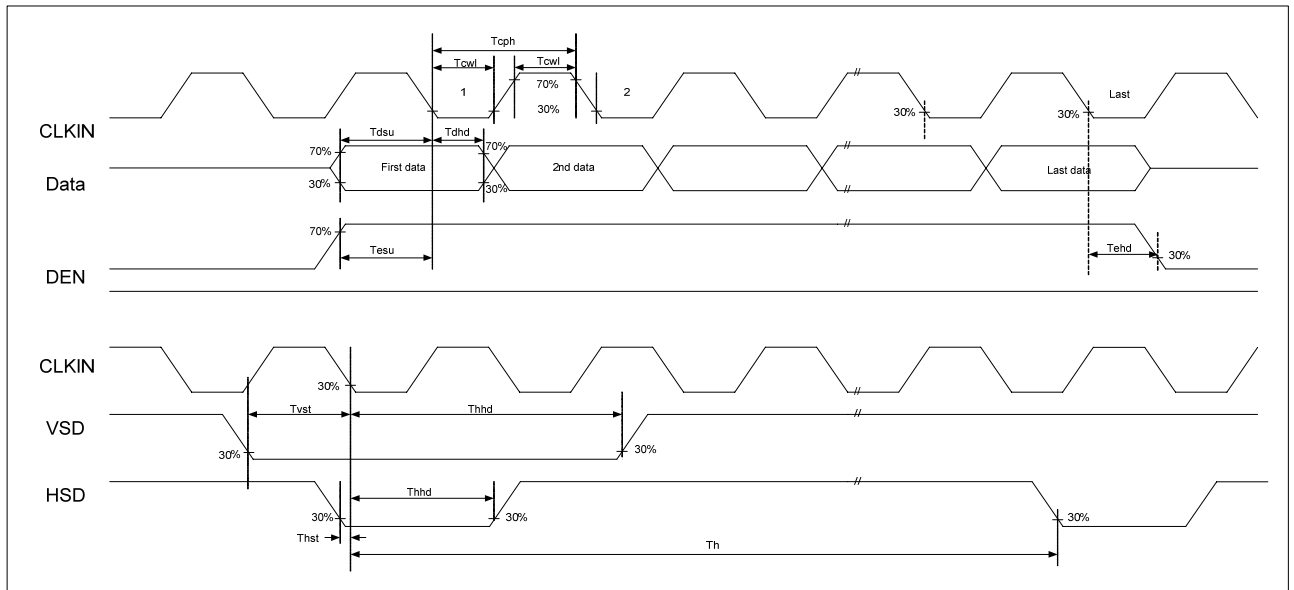 Tcph
Tcwl Tcwl
1 70% 2 Last
30% 30% 30%
CLKIN
Tdsu Tdhd
70% 70%
First data 2nd data // Last data
Data
30% 30%
70%
Tesu Tehd
30%
DEN
CLKIN
30%
Tvst Thhd
VSD
30% 30%
HSD
Thhd
30% 30% 30%
Thst
Th